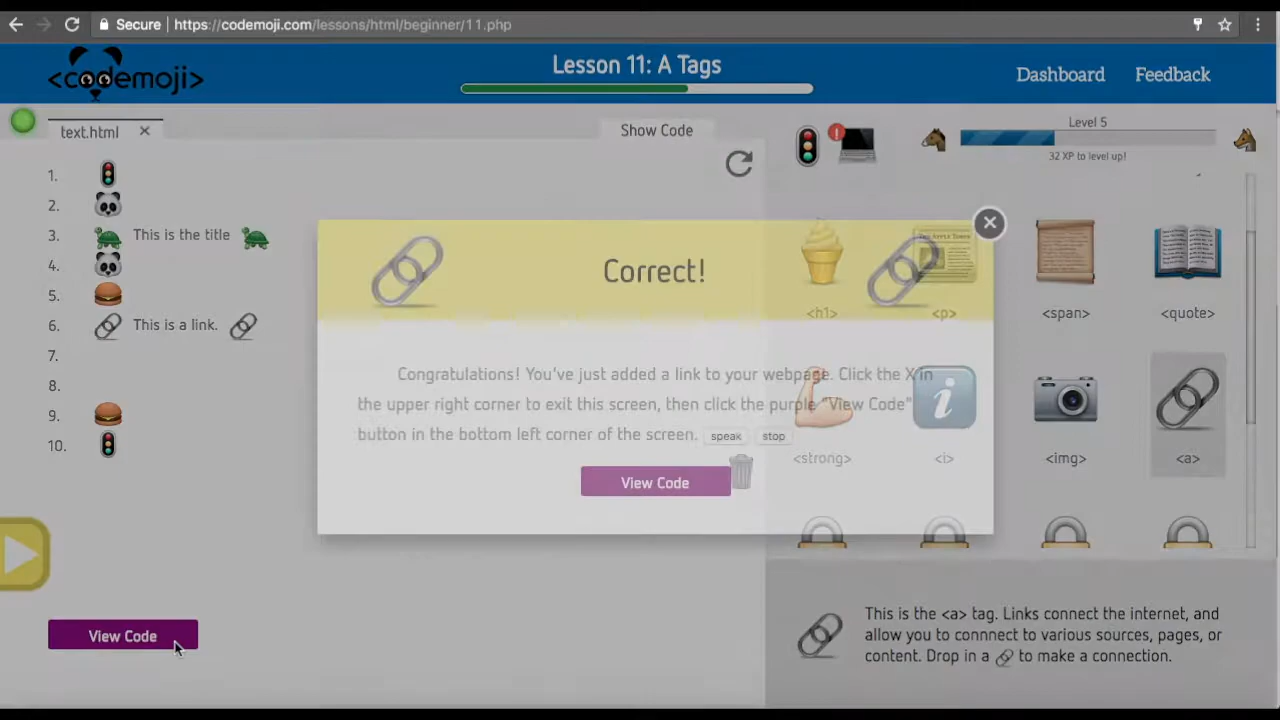 Secure | https://codemoji.com/lessons/html/beginner/11.php
<codemoji>
Lesson 11: A Tags
Dashboard
Feedback
text.html ×
Show Code
Level 5
32 XP to level up!
1.
2.
3. This is the title
4.
5.
6. This is a link.
7.
8.
9.
10.
Correct!
Congratulations! You've just added a link to your webpage. Click the X in
the upper right corner to exit this screen, then click the purple "View Code"
button in the bottom left corner of the screen. speak stop
View Code
<h1>
<p>
<span>
<quote>
<strong>
<i>
<img>
<a>
View Code
This is the <a> tag. Links connect the internet, and
allow you to connnect to various sources, pages, or
content. Drop in a to make a connection.